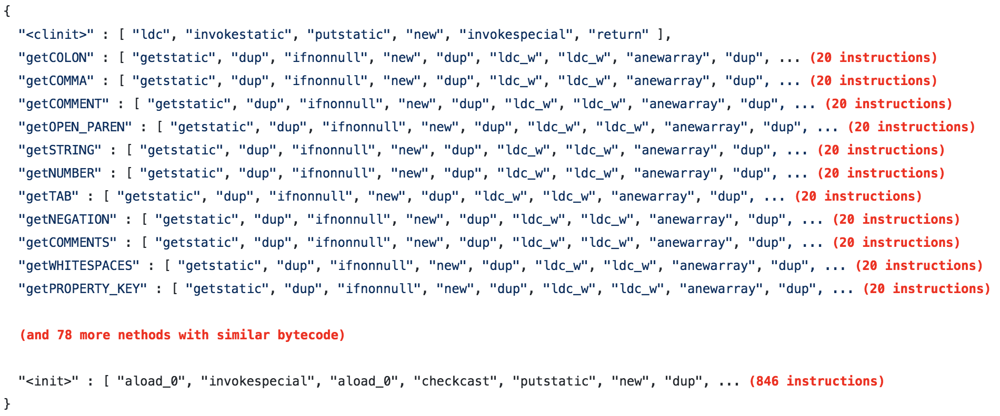 {
"<clinit>" : [ "ldc", "invokestatic", "putstatic", "new", "invokespecial", "return" ],
"getCOLON" : [ "getstatic", "dup", "ifnonnull", "new", "dup", "ldc_w", "ldc_w", "anewarray", "dup", ... (20 instructions)
"getCOMMA" : [ "getstatic", "dup", "ifnonnull", "new", "dup", "ldc_w", "ldc_w", "anewarray", "dup", ... (20 instructions)
"getCOMMENT" : [ "getstatic", "dup", "ifnonnull", "new", "dup", "ldc_w", "ldc_w", "anewarray", "dup", ... (20 instructions)
"getOPEN_PAREN" : [ "getstatic", "dup", "ifnonnull", "new", "dup", "ldc_w", "ldc_w", "anewarray", "dup", ... (20 instructions)
"getSTRING" : [ "getstatic", "dup", "ifnonnull", "new", "dup", "ldc_w", "ldc_w", "anewarray", "dup", ... (20 instructions)
"getNUMBER" : [ "getstatic", "dup", "ifnonnull", "new", "dup", "ldc_w", "ldc_w", "anewarray", "dup", ... (20 instructions)
"getTAB" : [ "getstatic", "dup", "ifnonnull", "new", "dup", "ldc_w", "ldc_w", "anewarray", "dup", ... (20 instructions)
"getNEGATION" : [ "getstatic", "dup", "ifnonnull", "new", "dup", "ldc_w", "ldc_w", "anewarray", "dup", ... (20 instructions)
"getCOMMENTS" : [ "getstatic", "dup", "ifnonnull", "new", "dup", "ldc_w", "ldc_w", "anewarray", "dup", ... (20 instructions)
"getWHITESPACES" : [ "getstatic", "dup", "ifnonnull", "new", "dup", "ldc_w", "ldc_w", "anewarray", "dup", ... (20 instructions)
"getPROPERTY_KEY" : [ "getstatic", "dup", "ifnonnull", "new", "dup", "ldc_w", "ldc_w", "anewarray", "dup", ... (20 instructions)
(and 78 more nethods with similar bytecode)
"<init>" : [ "aload_0", "invokespecial", "aload_0", "checkcast", "putstatic", "new", "dup", ... (846 instructions)
}